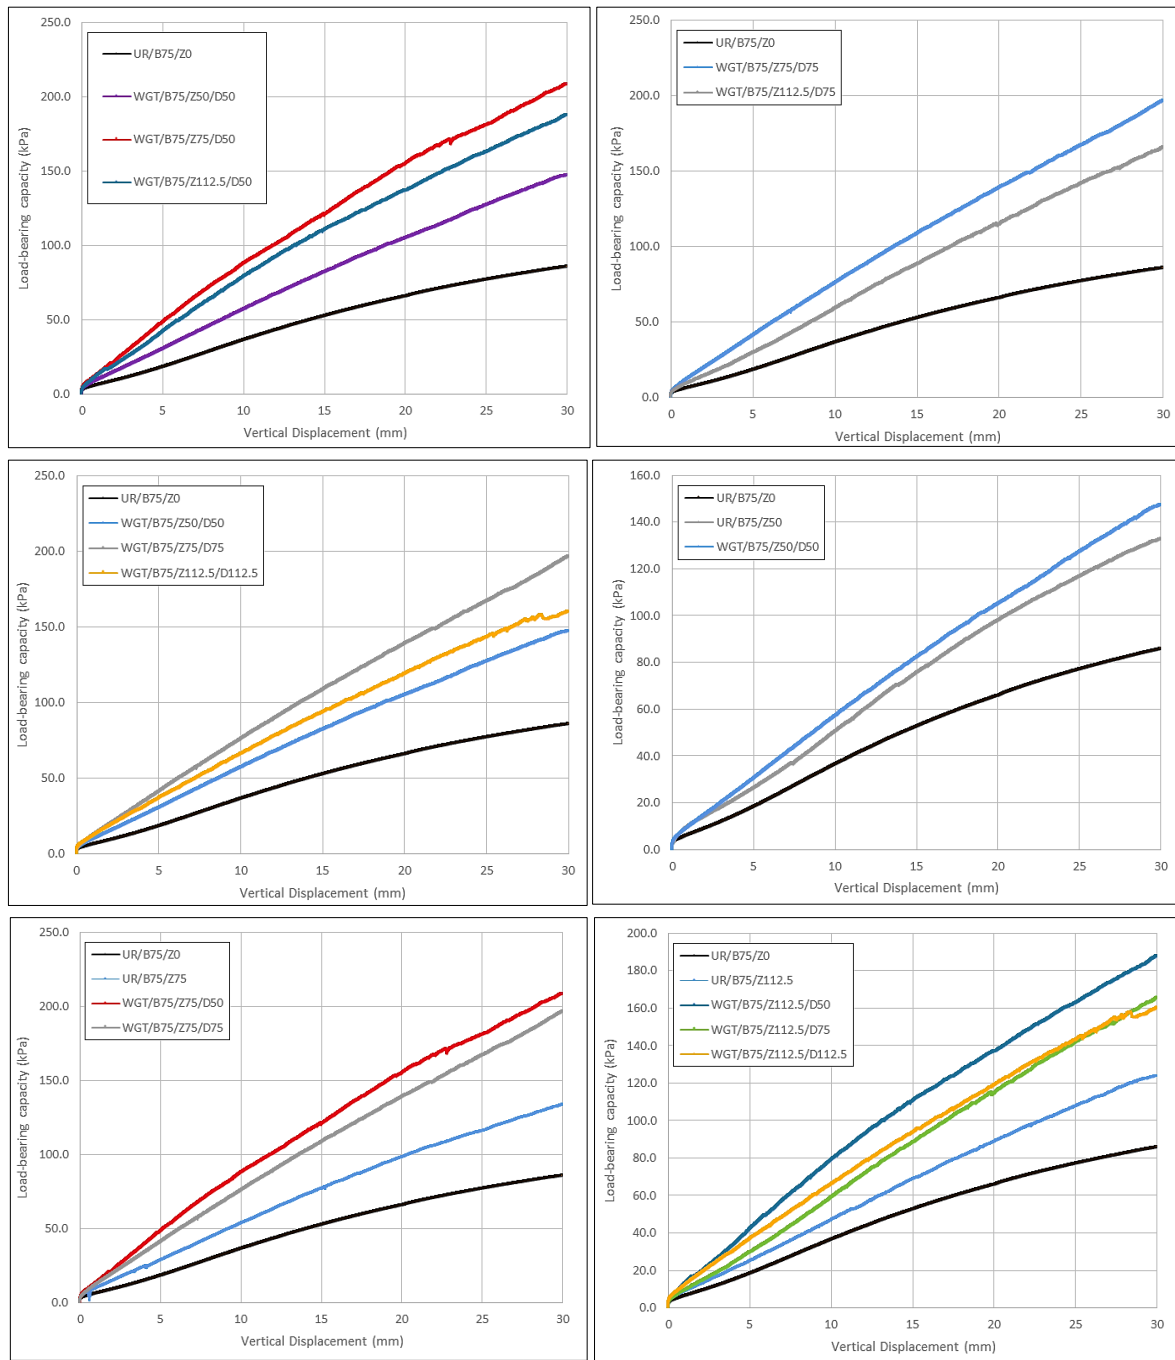 250.0
200.0
150.0
100.0
50.0
0.0
Load-bearing capacity (kPa)
UR/B75/Z0
WGT/B75/Z50/D50
WGT/B75/Z75/D50
WGT/B75/Z112.5/D50
0 5 10 15 20 25 30
Vertical Displacement (mm)
250.0
200.0
150.0
100.0
50.0
0.0
Load-bearing capacity (kPa)
UR/B75/Z0
WGT/B75/Z75/D75
WGT/B75/Z112.5/D75
0 5 10 15 20 25 30
Vertical Displacement (mm)
250.0
200.0
150.0
100.0
50.0
0.0
Load-bearing capacity (kPa)
UR/B75/Z0
WGT/B75/Z50/D50
WGT/B75/Z75/D75
WGT/B75/Z112.5/D112.5
0 5 10 15 20 25 30
Vertical Displacement (mm)
160.0
140.0
120.0
100.0
80.0
60.0
40.0
20.0
0.0
Load-bearing capacity (kPa)
UR/B75/Z0
UR/B75/Z50
WGT/B75/Z50/D50
0 5 10 15 20 25 30
Vertical Displacement (mm)
250.0
200.0
150.0
100.0
50.0
0.0
Load-bearing capacity (kPa)
UR/B75/Z0
UR/B75/Z75
WGT/B75/Z75/D50
WGT/B75/Z75/D75
0 5 10 15 20 25 30
Vertical Displacement (mm)
200.0
180.0
160.0
140.0
120.0
100.0
80.0
60.0
40.0
20.0
0.0
Load-bearing capacity (kPa)
UR/B75/Z0
UR/B75/Z112.5
WGT/B75/Z112.5/D50
WGT/B75/Z112.5/D75
WGT/B75/Z112.5/D112.5
0 5 10 15 20 25 30
Vertical Displacement (mm)